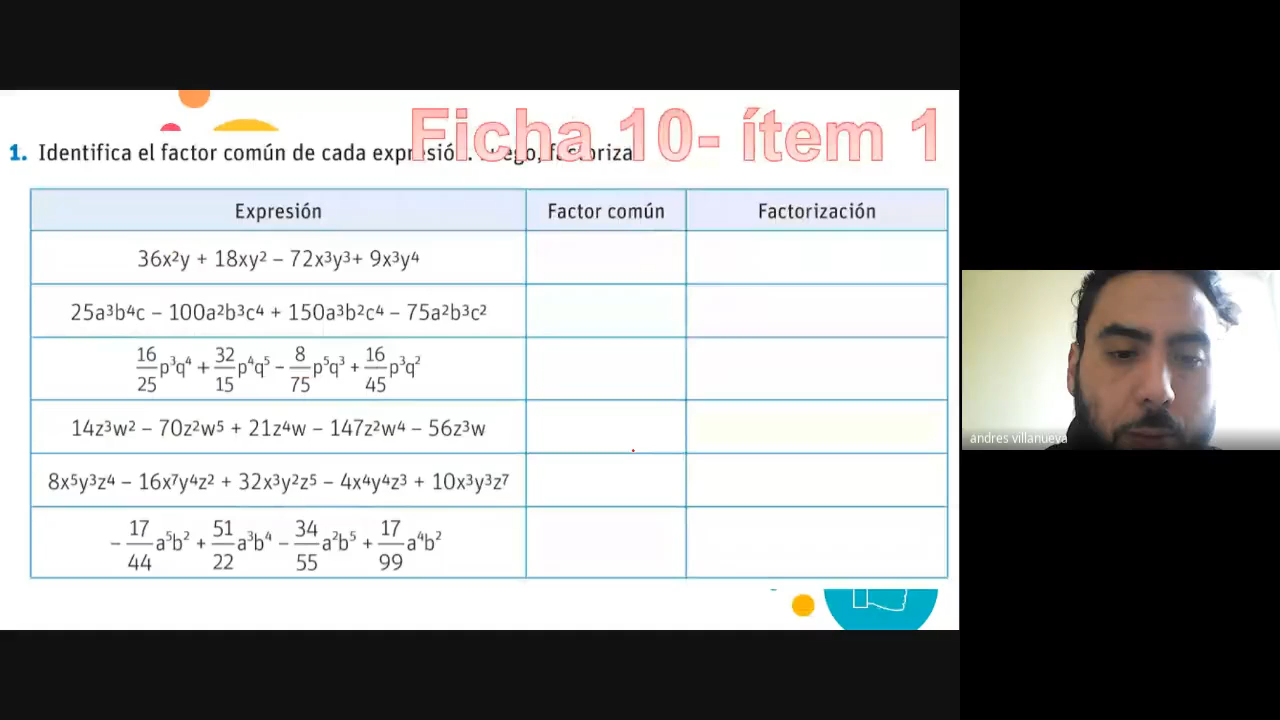 Ficha 10- ítem 1
1. Identifica el factor común de cada expresión. Luego, factoriza
Expresión Factor común Factorización
36x²y + 18xy² – 72x³y³+ 9x³y⁴
25a³b⁴c – 100a²b³c⁴ + 150a³b²c⁴ – 75a²b³c²
16/25 p³q⁴ + 32/15 p⁴q⁵ – 8/75 p⁵q³ + 16/45 p³q²
14z³w² – 70z²w⁵ + 21z⁴w – 147z²w⁴ – 56z³w
8x⁵y³z⁴ – 16x⁷y⁴z² + 32x³y²z⁵ – 4x⁴y⁴z³ + 10x³y³z⁷
– 17/44 a⁵b² + 51/22 a³b⁴ – 34/55 a²b⁵ + 17/99 a⁴b²
andres villanueva